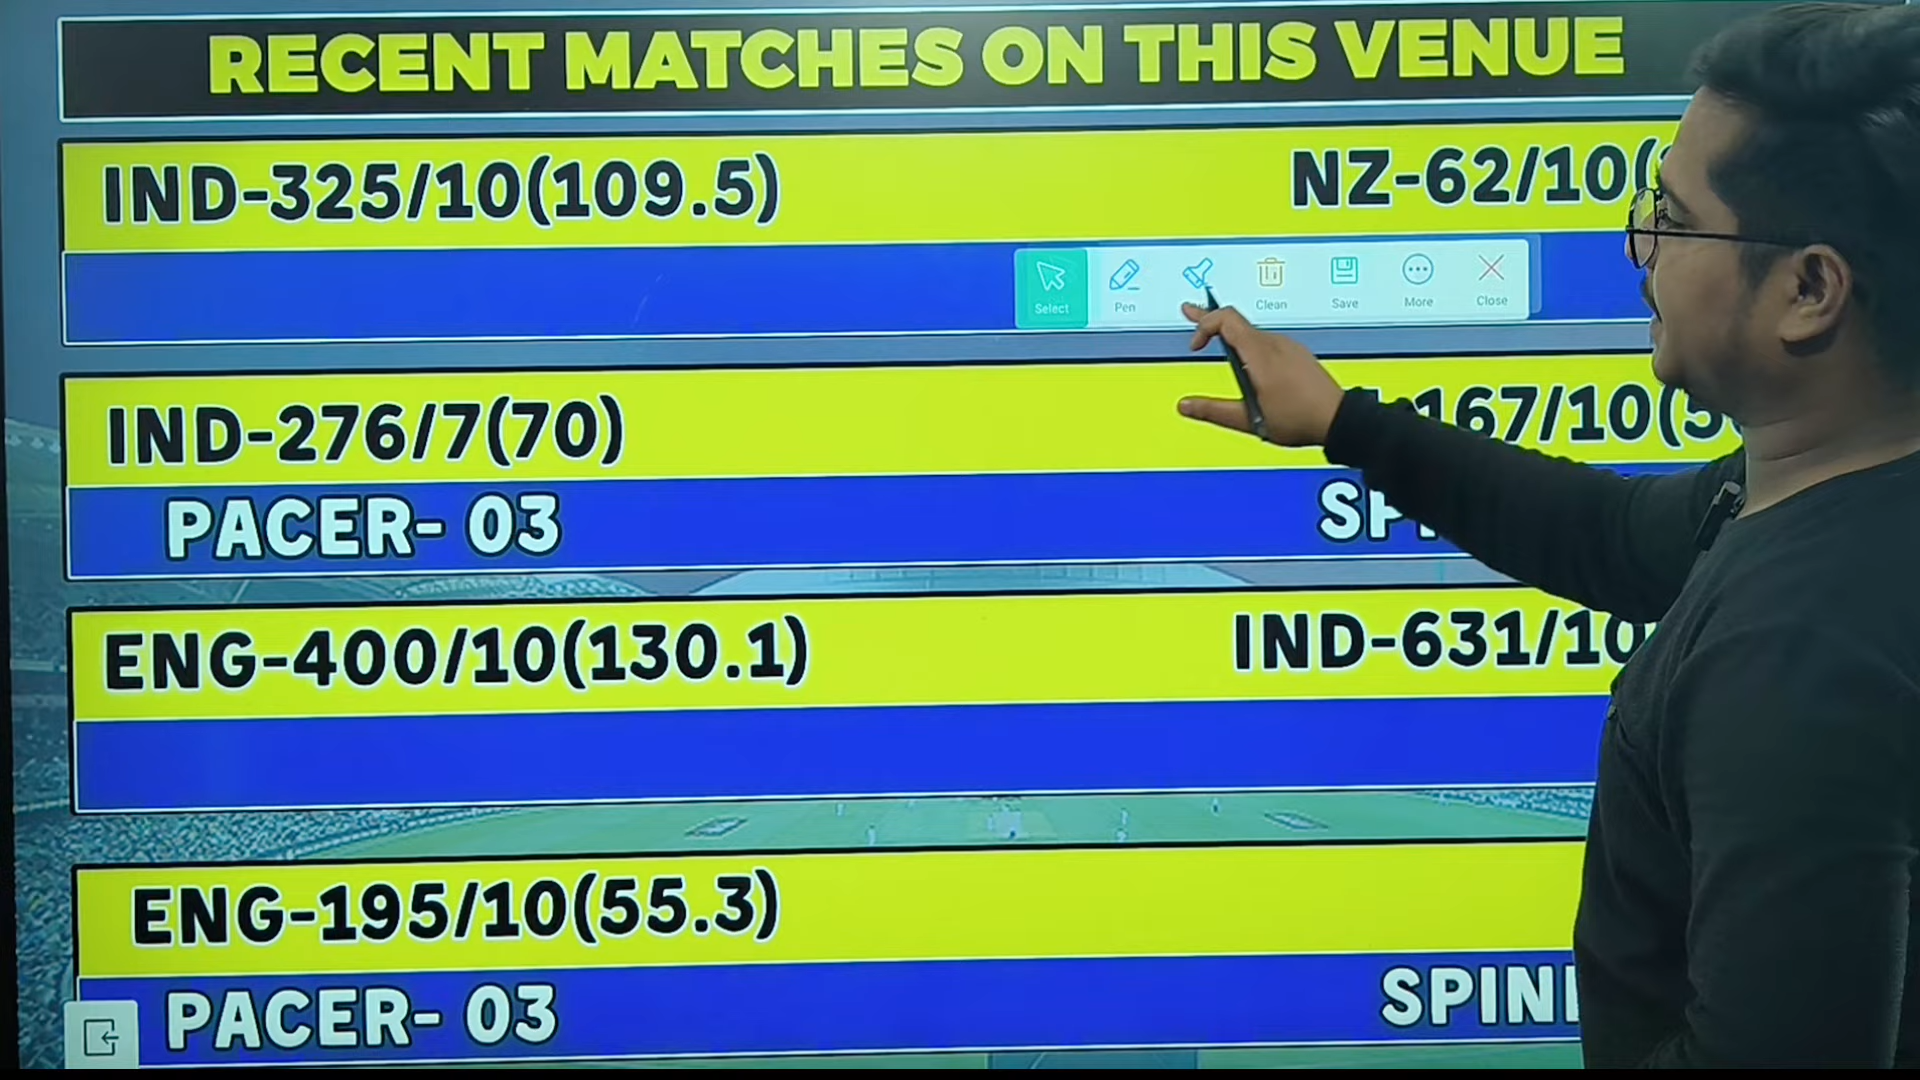 RECENT MATCHES ON THIS VENUE
IND-325/10(109.5) NZ-62/10(
Select Pen Clean Save More Close
IND-276/7(70) 167/10(5
PACER- 03
ENG-400/10(130.1) IND-631/10
ENG-195/10(55.3)
PACER- 03